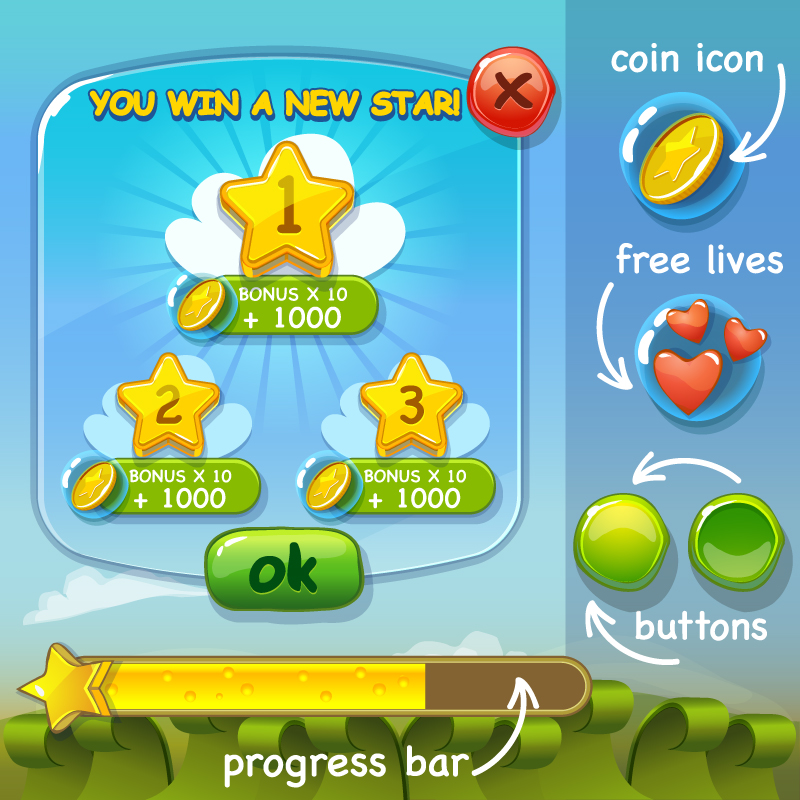 YOU WIN A NEW STAR!
1
BONUS X 10
+ 1000
2
BONUS X 10
+ 1000
3
BONUS X 10
+ 1000
ok
coin icon
free lives
buttons
progress bar